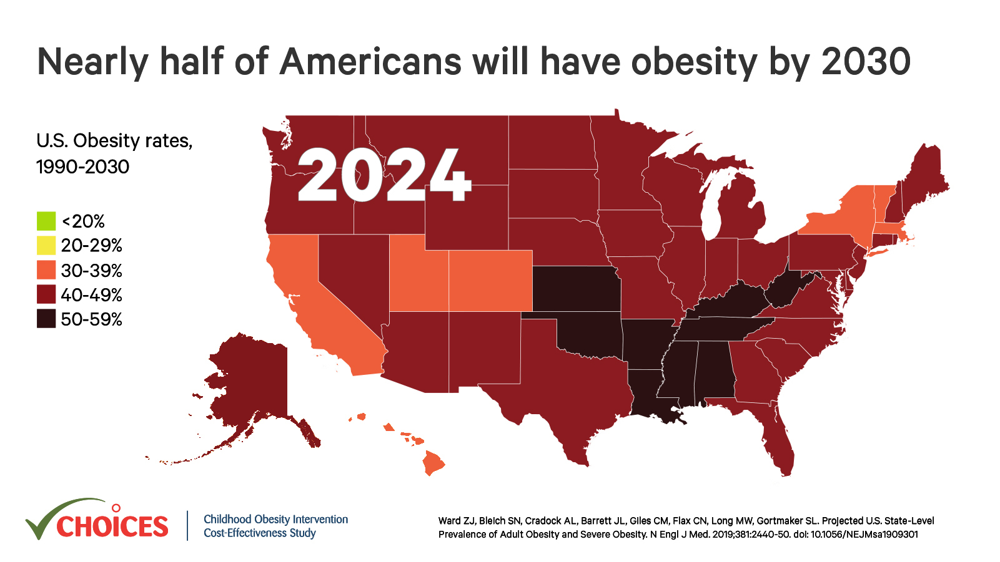 Nearly half of Americans will have obesity by 2030
U.S. Obesity rates,
1990-2030
2024
<20%
20-29%
30-39%
40-49%
50-59%
CHOICES
Childhood Obesity Intervention
Cost-Effectiveness Study
Ward ZJ, Bleich SN, Cradock AL, Barrett JL, Giles CM, Flax CN, Long MW, Gortmaker SL. Projected U.S. State-Level
Prevalence of Adult Obesity and Severe Obesity. N Engl J Med. 2019;381:2440-50. doi: 10.1056/NEJMsa1909301